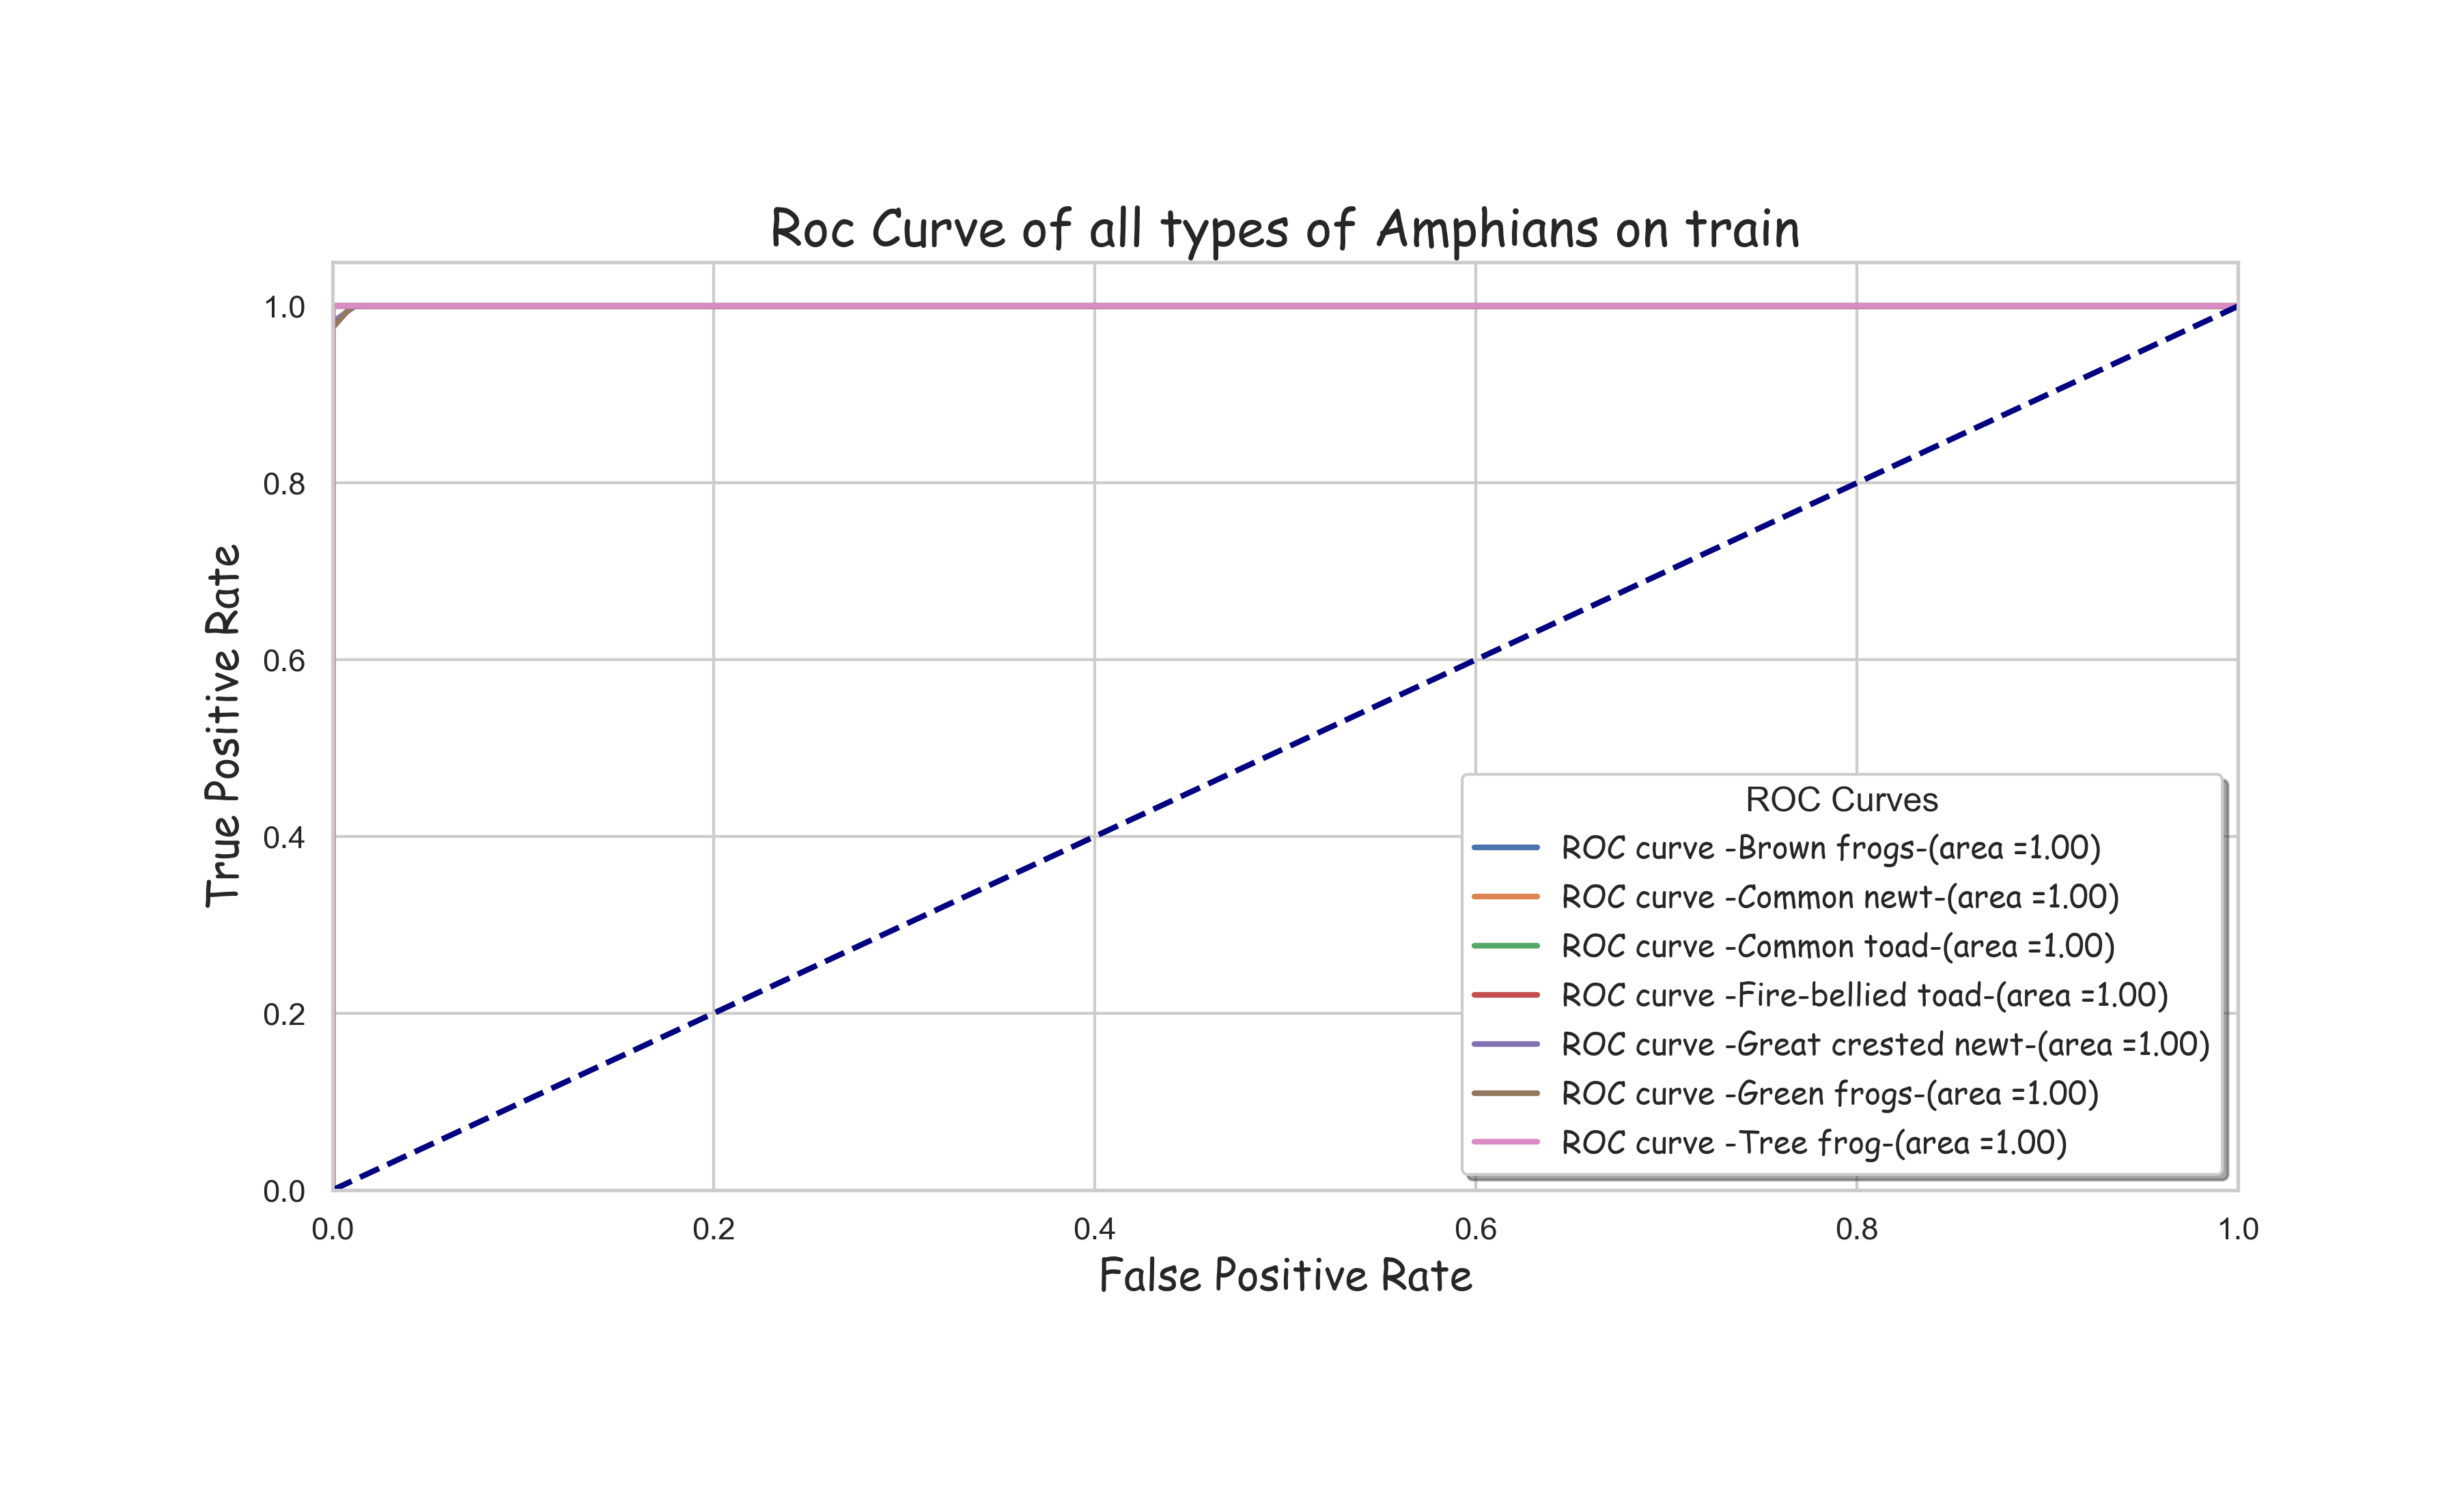 Roc Curve of all types of Amphians on train
True Positive Rate
1.0
0.8
0.6
0.4
0.2
0.0
0.0 0.2 0.4 0.6 0.8 1.0
False Positive Rate
ROC Curves
ROC curve -Brown frogs-(area =1.00)
ROC curve -Common newt-(area =1.00)
ROC curve -Common toad-(area =1.00)
ROC curve -Fire-bellied toad-(area =1.00)
ROC curve -Great crested newt-(area =1.00)
ROC curve -Green frogs-(area =1.00)
ROC curve -Tree frog-(area =1.00)